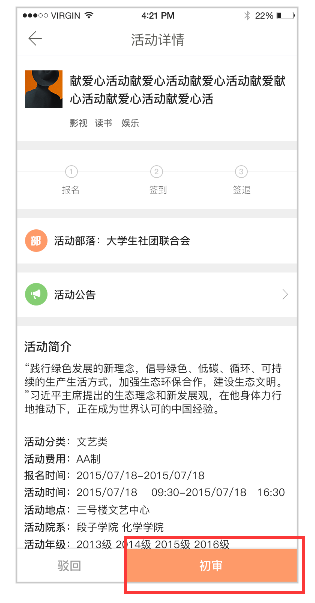 VIRGIN 4:21 PM 22%
活动详情
献爱心活动献爱心活动献爱心活动献爱献
心活动献爱心活动献爱心活
影视 读书 娱乐
1 2 3
报名 签到 签退
部 活动部落：大学生社团联合会
活动公告
活动简介
“践行绿色发展的新理念，倡导绿色、低碳、循环、可持
续的生产生活方式，加强生态环保合作，建设生态文明。
”习近平主席提出的生态理念和新发展观，在他身体力行
地推动下，正在成为世界认可的中国经验。
活动分类：文艺类
活动费用：AA制
报名时间：2015/07/18-2015/07/18
活动时间：2015/07/18 09:30-2015/07/18 16:30
活动地点：三号楼文艺中心
活动院系：段子学院 化学学院
活动年级：2013级 2014级 2015级 2016级
驳回 初审